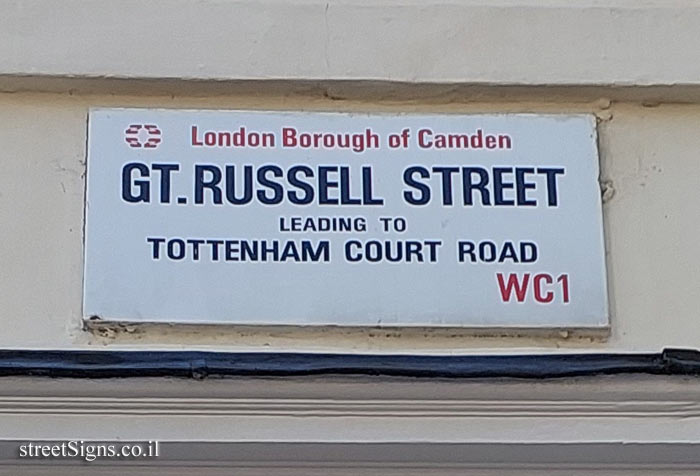 London Borough of Camden
GT. RUSSELL STREET
LEADING TO
TOTTENHAM COURT ROAD
WC1
streetSigns.co.il